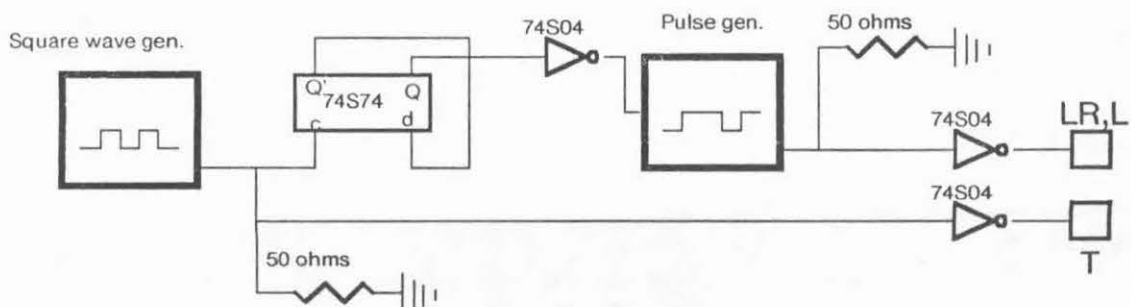 74S04
Pulse gen.
50 ohms
Square wave gen.
Q' Q
74S74
c d
74S04
LR,L
74S04
T
50 ohms